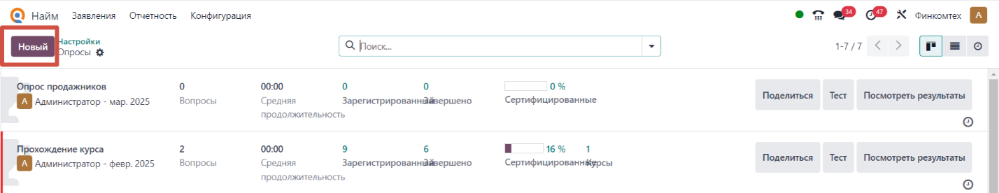 Найм Заявления Отчетность Конфигурация 34 47 Финкомтех А
Новый Настройки
Опросы Поиск... 1-7 / 7
Опрос продажников 0 00:00 0 0 0 % Поделиться Тест Посмотреть результаты
А Администратор - мар. 2025 Вопросы Средняя Зарегистрированный Завершено Сертифицированные
продолжительность
Прохождение курса 2 00:00 9 6 16 % 1 Поделиться Тест Посмотреть результаты
А Администратор - февр. 2025 Вопросы Средняя Зарегистрированный Завершено Сертифицированные Курсы
продолжительность